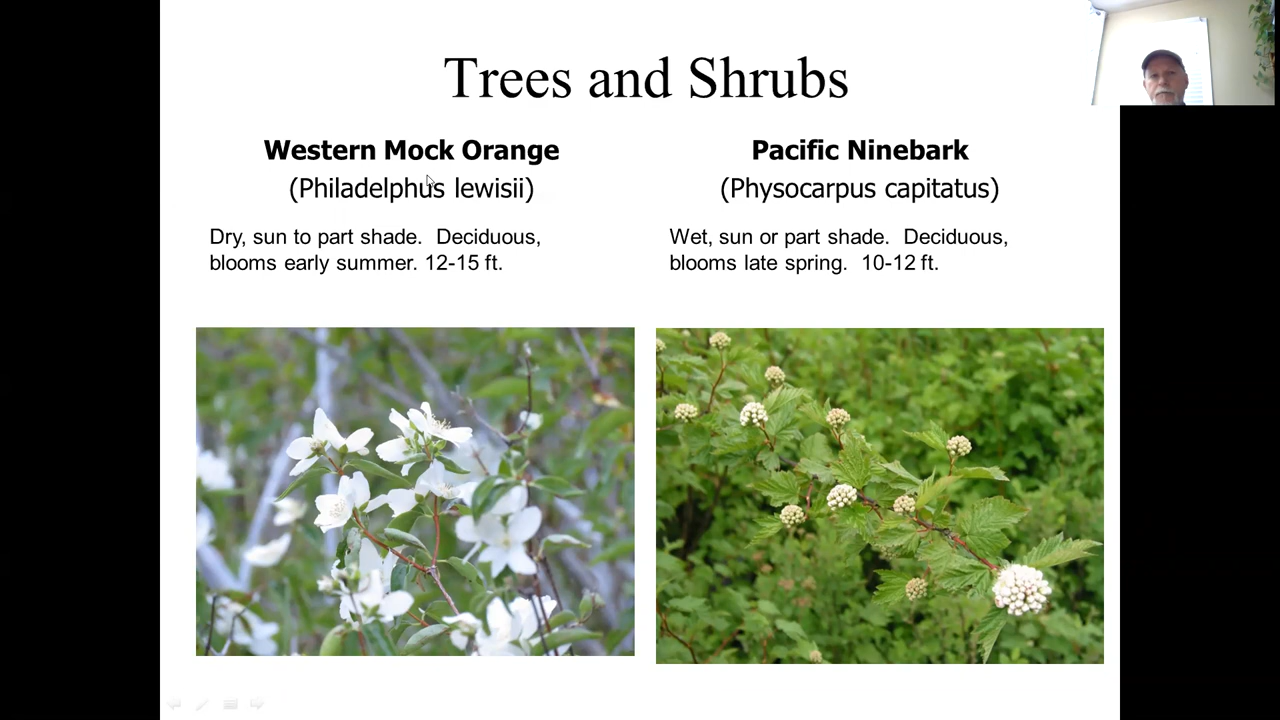 Trees and Shrubs
Western Mock Orange
(Philadelphus lewisii)
Dry, sun to part shade.  Deciduous,
blooms early summer. 12-15 ft.
Pacific Ninebark
(Physocarpus capitatus)
Wet, sun or part shade.  Deciduous,
blooms late spring.  10-12 ft.